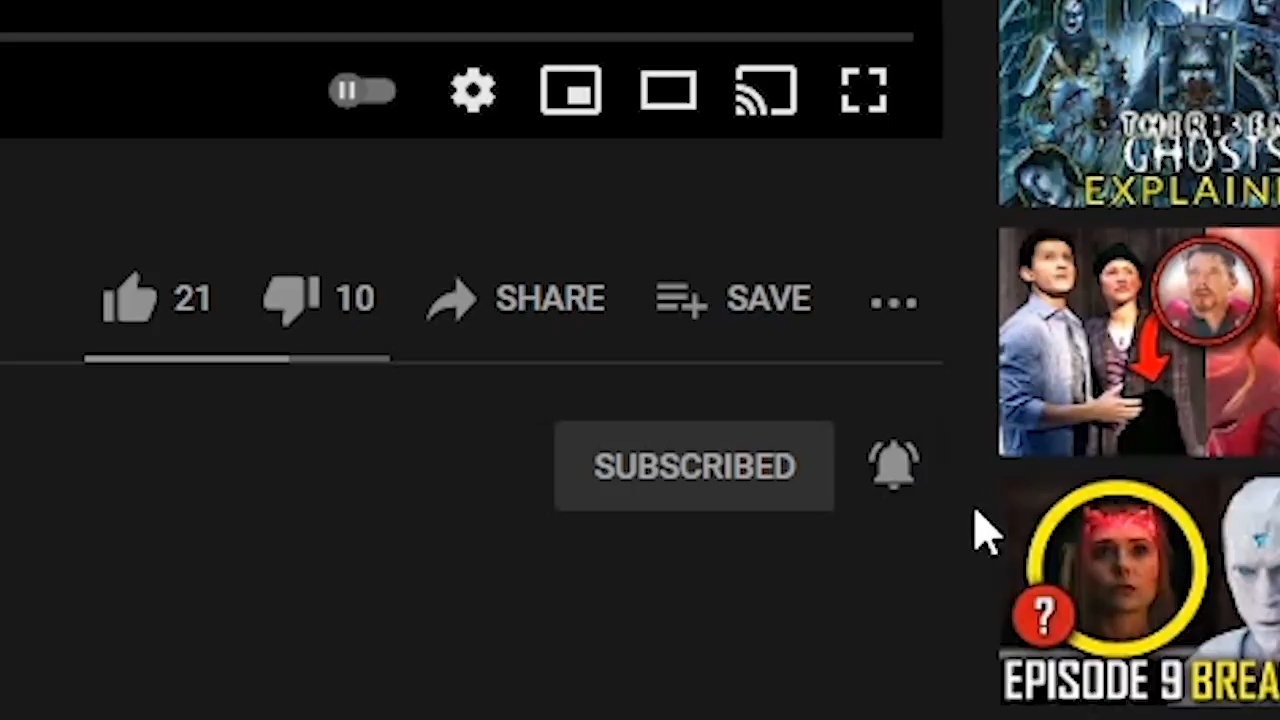 GHOSTS
EXPLAIN
21
10
SHARE
SAVE
SUBSCRIBED
?
EPISODE 9 BREA